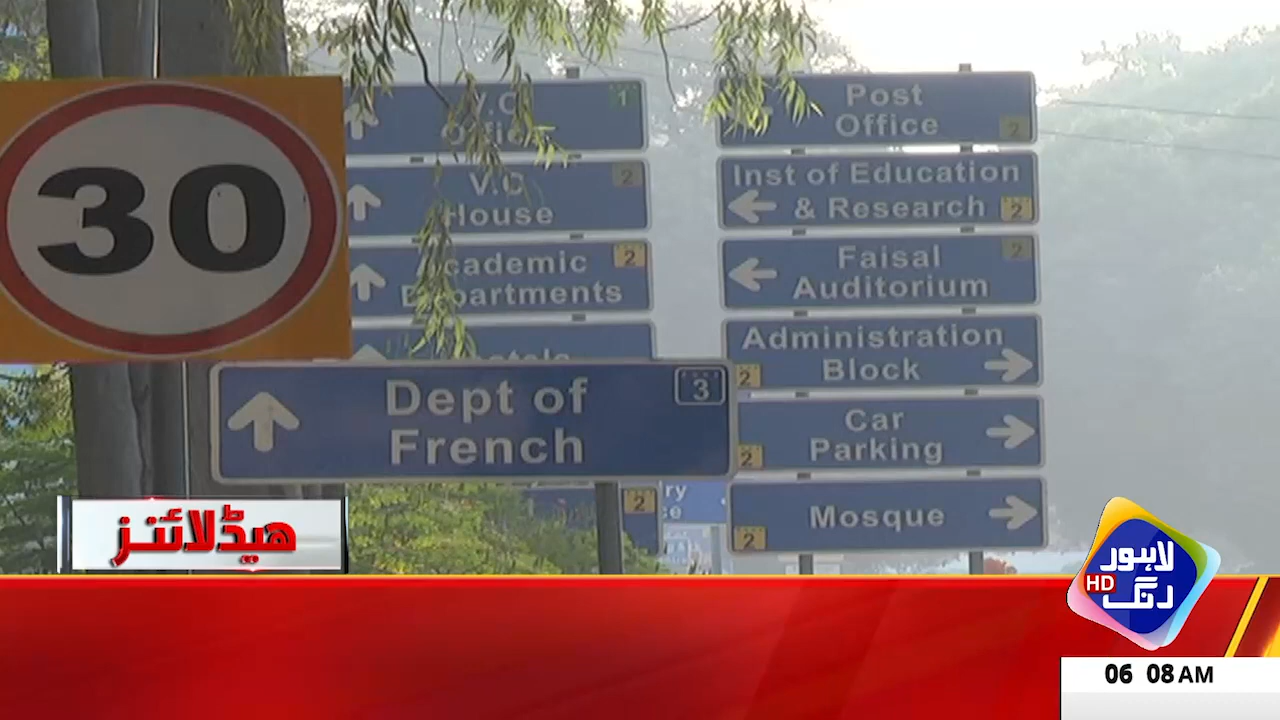 30
V.C
Office
1
V.C
House
2
Academic
Departments
2
Dept of
French
3
Post
Office
2
Inst of Education
& Research
2
Faisal
Auditorium
2
Administration
Block
2
Car
Parking
2
Mosque
2
2
ہیڈلائنز
لاہور
رنگ
HD
06 08 AM